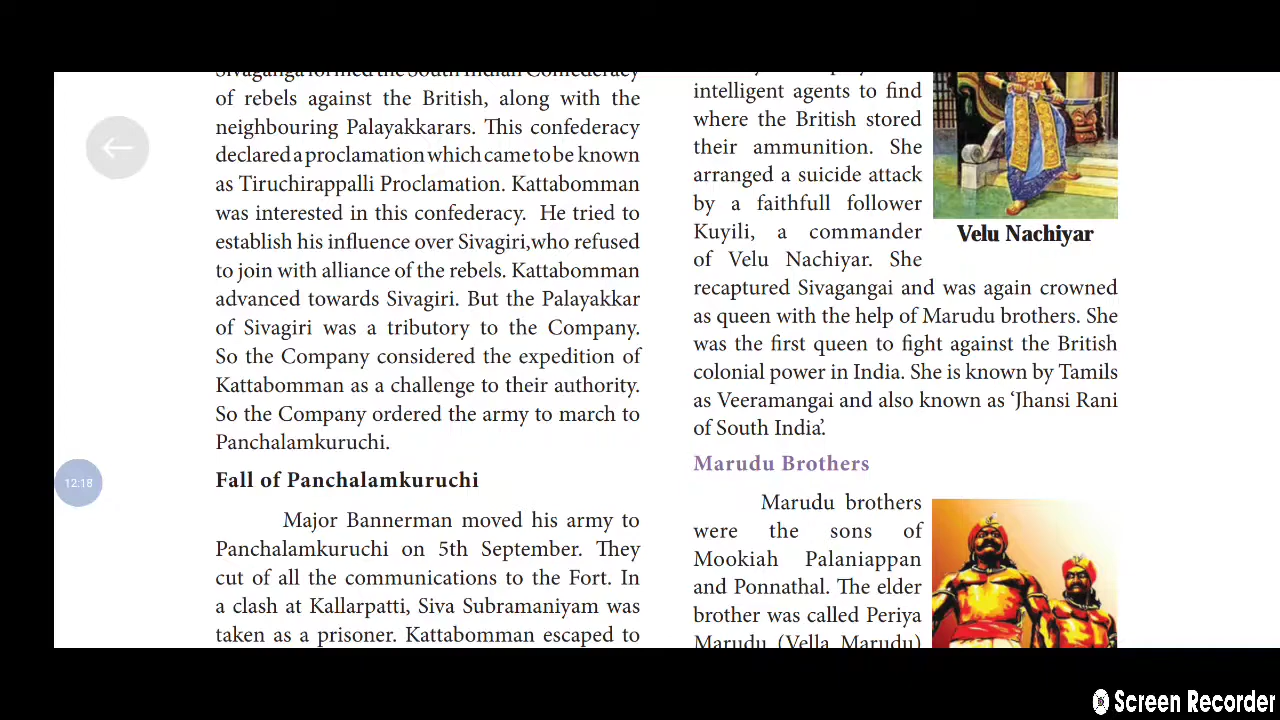 Sivaganga formed the South Indian Confederacy
of rebels against the British, along with the
neighbouring Palayakkarars. This confederacy
declared a proclamation which came to be known
as Tiruchirappalli Proclamation. Kattabomman
was interested in this confederacy. He tried to
establish his influence over Sivagiri,who refused
to join with alliance of the rebels. Kattabomman
advanced towards Sivagiri. But the Palayakkar
of Sivagiri was a tributory to the Company.
So the Company considered the expedition of
Kattabomman as a challenge to their authority.
So the Company ordered the army to march to
Panchalamkuruchi.
Fall of Panchalamkuruchi
Major Bannerman moved his army to
Panchalamkuruchi on 5th September. They
cut of all the communications to the Fort. In
a clash at Kallarpatti, Siva Subramaniyam was
taken as a prisoner. Kattabomman escaped to
intelligent agents to find
where the British stored
their ammunition. She
arranged a suicide attack
by a faithfull follower
Kuyili, a commander
of Velu Nachiyar. She
recaptured Sivagangai and was again crowned
as queen with the help of Marudu brothers. She
was the first queen to fight against the British
colonial power in India. She is known by Tamils
as Veeramangai and also known as ‘Jhansi Rani
of South India’.
Velu Nachiyar
Marudu Brothers
Marudu brothers
were the sons of
Mookiah Palaniappan
and Ponnathal. The elder
brother was called Periya
Marudu (Vella Marudu)
12:18
Screen Recorder